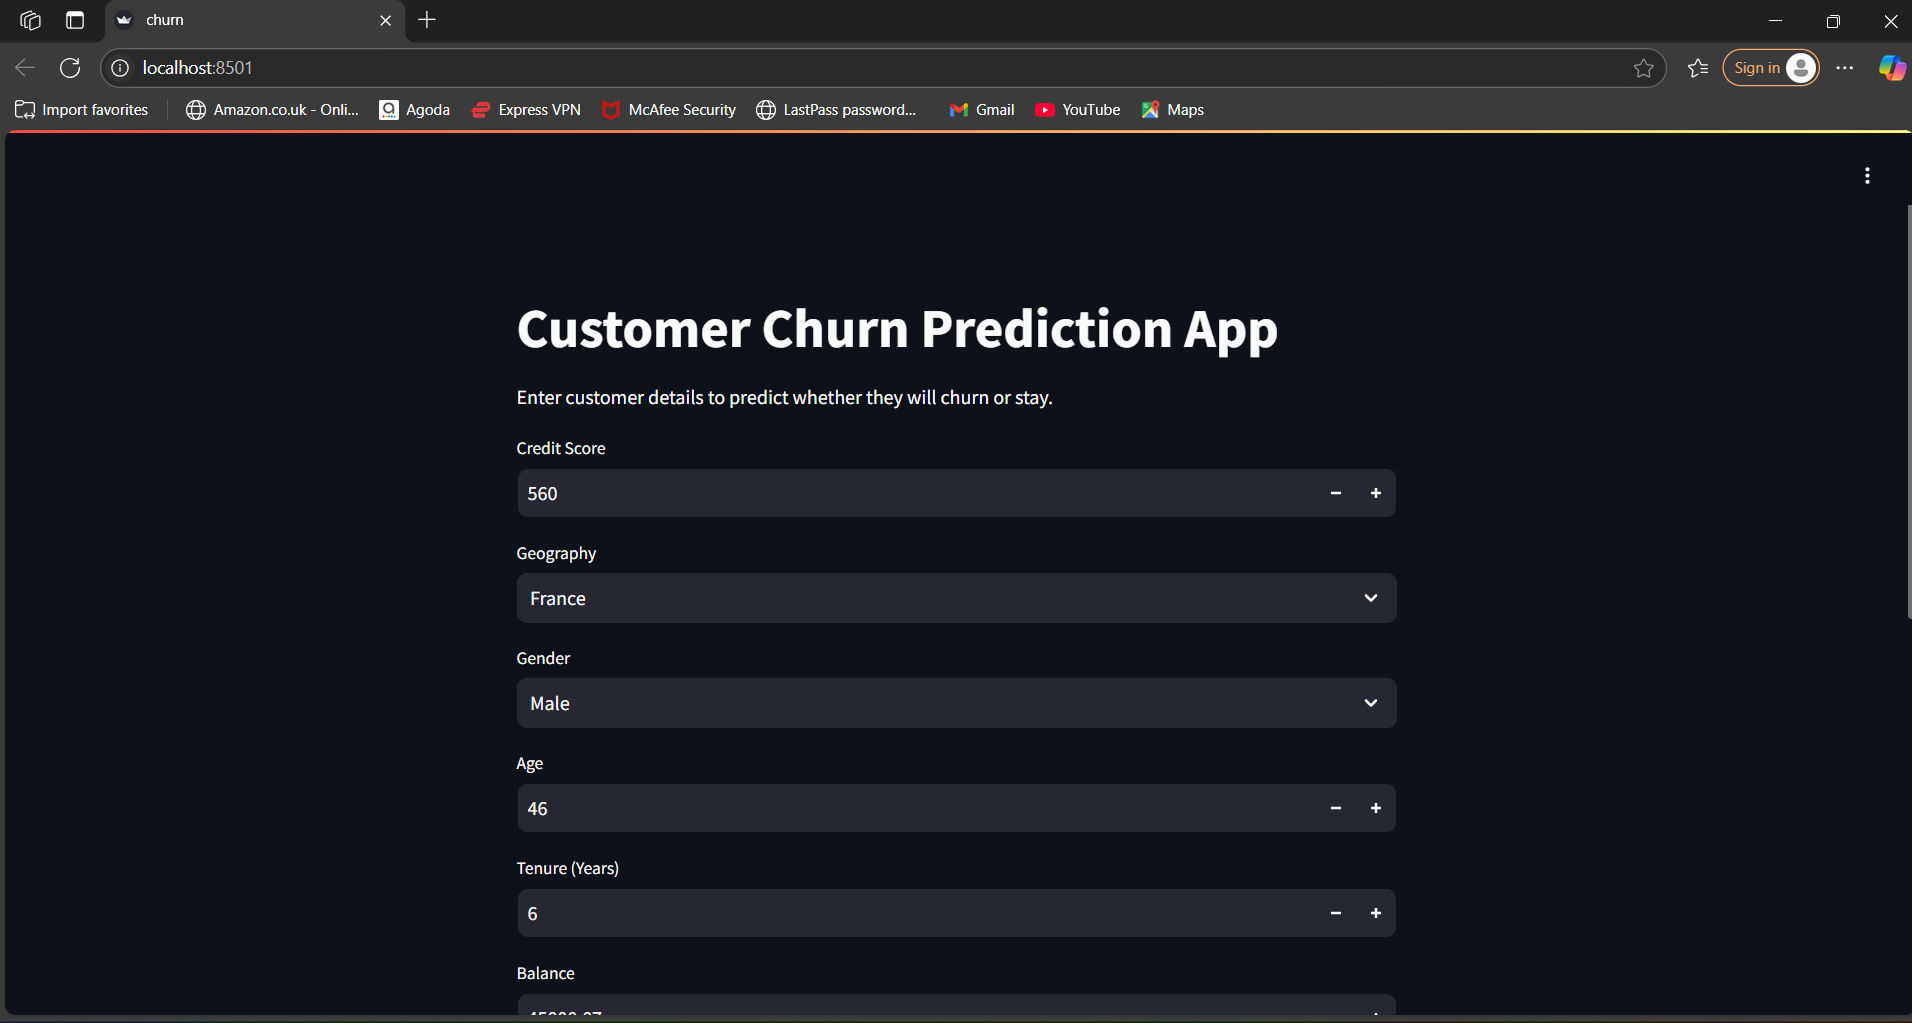 churn
localhost:8501
Sign in
Import favorites
Amazon.co.uk - Onli...
Agoda
Express VPN
McAfee Security
LastPass password...
Gmail
YouTube
Maps
Customer Churn Prediction App
Enter customer details to predict whether they will churn or stay.
Credit Score
560
Geography
France
Gender
Male
Age
46
Tenure (Years)
6
Balance